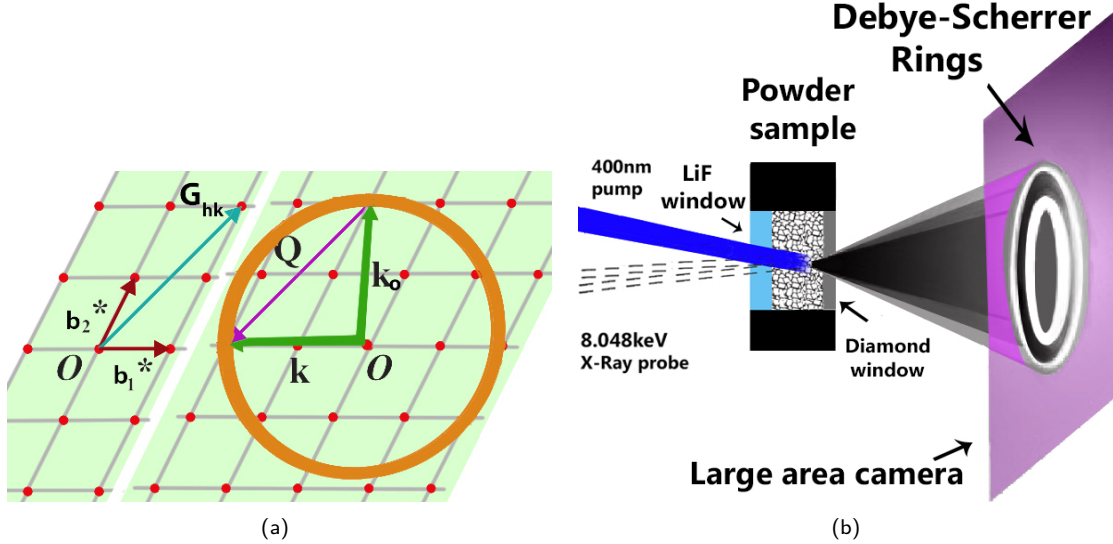 G_hk
Q
k_o
b_2*
O
b_1*
k
O
(a)
Debye-Scherrer
Rings
Powder
sample
400nm
pump
LiF
window
8.048keV
X-Ray probe
Diamond
window
Large area camera
(b)